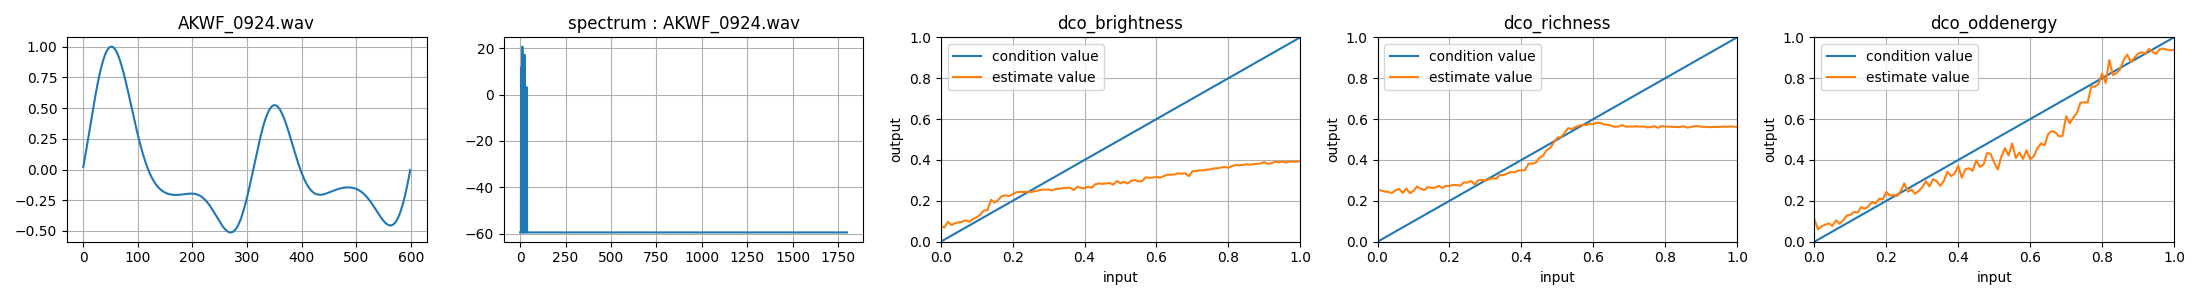 AKWF_0924.wav
1.00
0.75
0.50
0.25
0.00
−0.25
−0.50
0 100 200 300 400 500 600
spectrum : AKWF_0924.wav
20
0
−20
−40
−60
0 250 500 750 1000 1250 1500 1750
dco_brightness
condition value
estimate value
output
1.0
0.8
0.6
0.4
0.2
0.0
0.0 0.2 0.4 0.6 0.8 1.0
input
dco_richness
condition value
estimate value
output
1.0
0.8
0.6
0.4
0.2
0.0
0.0 0.2 0.4 0.6 0.8 1.0
input
dco_oddenergy
condition value
estimate value
output
1.0
0.8
0.6
0.4
0.2
0.0
0.0 0.2 0.4 0.6 0.8 1.0
input